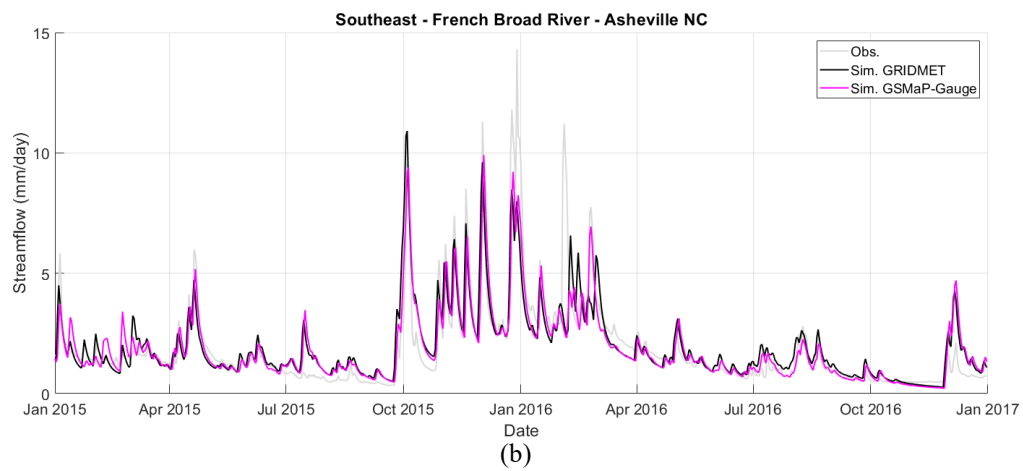 Southeast - French Broad River - Asheville NC
15
10
5
0
Streamflow (mm/day)
Obs.
Sim. GRIDMET
Sim. GSMaP-Gauge
Jan 2015 Apr 2015 Jul 2015 Oct 2015 Jan 2016 Apr 2016 Jul 2016 Oct 2016 Jan 2017
Date
(b)